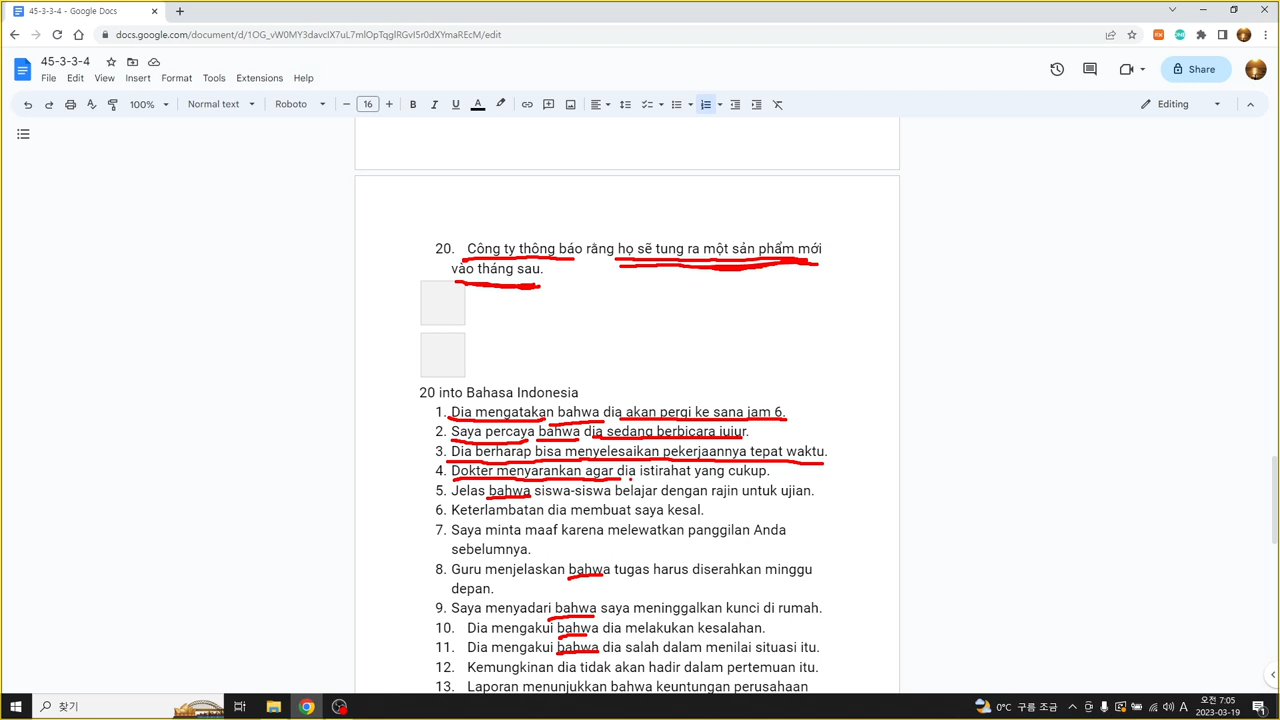 45-3-3-4 - Google Docs
docs.google.com/document/d/1OG_vW0MY3davcIX7uL7mlOpTqglRGvI5r0dXYmaREcM/edit
45-3-3-4
File Edit View Insert Format Tools Extensions Help
Share
100% Normal text Roboto 16 Editing
20. Công ty thông báo rằng họ sẽ tung ra một sản phẩm mới
vào tháng sau.
20 into Bahasa Indonesia
1. Dia mengatakan bahwa dia akan pergi ke sana jam 6.
2. Saya percaya bahwa dia sedang berbicara jujur.
3. Dia berharap bisa menyelesaikan pekerjaannya tepat waktu.
4. Dokter menyarankan agar dia istirahat yang cukup.
5. Jelas bahwa siswa-siswa belajar dengan rajin untuk ujian.
6. Keterlambatan dia membuat saya kesal.
7. Saya minta maaf karena melewatkan panggilan Anda
sebelumnya.
8. Guru menjelaskan bahwa tugas harus diserahkan minggu
depan.
9. Saya menyadari bahwa saya meninggalkan kunci di rumah.
10. Dia mengakui bahwa dia melakukan kesalahan.
11. Dia mengakui bahwa dia salah dalam menilai situasi itu.
12. Kemungkinan dia tidak akan hadir dalam pertemuan itu.
13. Laporan menunjukkan bahwa keuntungan perusahaan
찾기
0°C 구름 조금
A
오전 7:05
2023-03-19